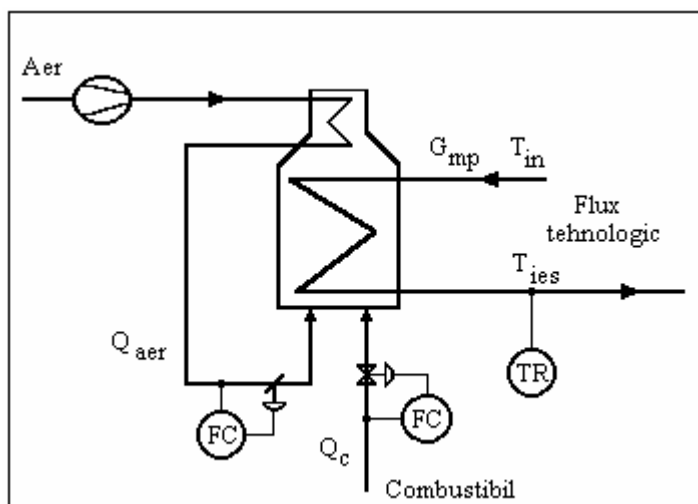 Aer
G_mp T_in
Flux
tehnologic
T_ies
Q_aer
TR
FC
FC
Q_c
Combustibil